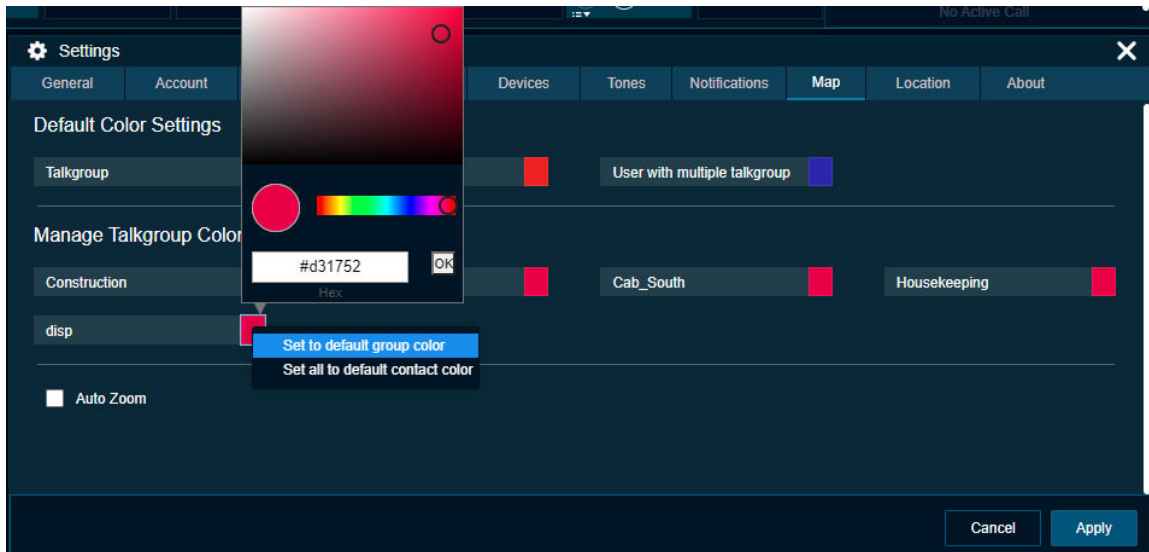 No Active Call
Settings
General Account Devices Tones Notifications Map Location About
Default Color Settings
Talkgroup User with multiple talkgroup
Manage Talkgroup Color
#d31752 OK
Hex
Construction Cab_South Housekeeping
disp
Set to default group color
Set all to default contact color
Auto Zoom
Cancel Apply